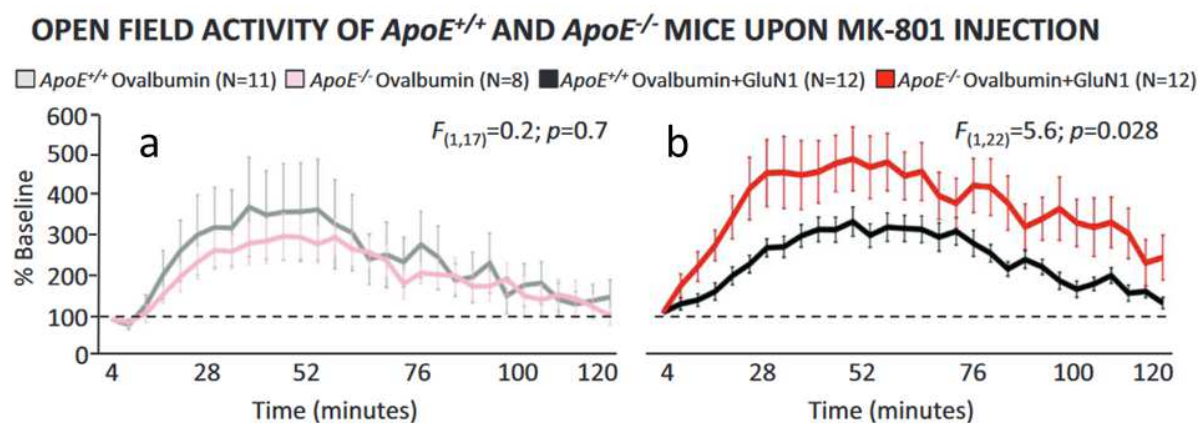 OPEN FIELD ACTIVITY OF ApoE+/+ AND ApoE-/- MICE UPON MK-801 INJECTION
ApoE+/+ Ovalbumin (N=11) ApoE-/- Ovalbumin (N=8) ApoE+/+ Ovalbumin+GluN1 (N=12) ApoE-/- Ovalbumin+GluN1 (N=12)
% Baseline
600
500
400
300
200
100
0
a
F(1,17)=0.2; p=0.7
4 28 52 76 100 120
Time (minutes)
b
F(1,22)=5.6; p=0.028
4 28 52 76 100 120
Time (minutes)